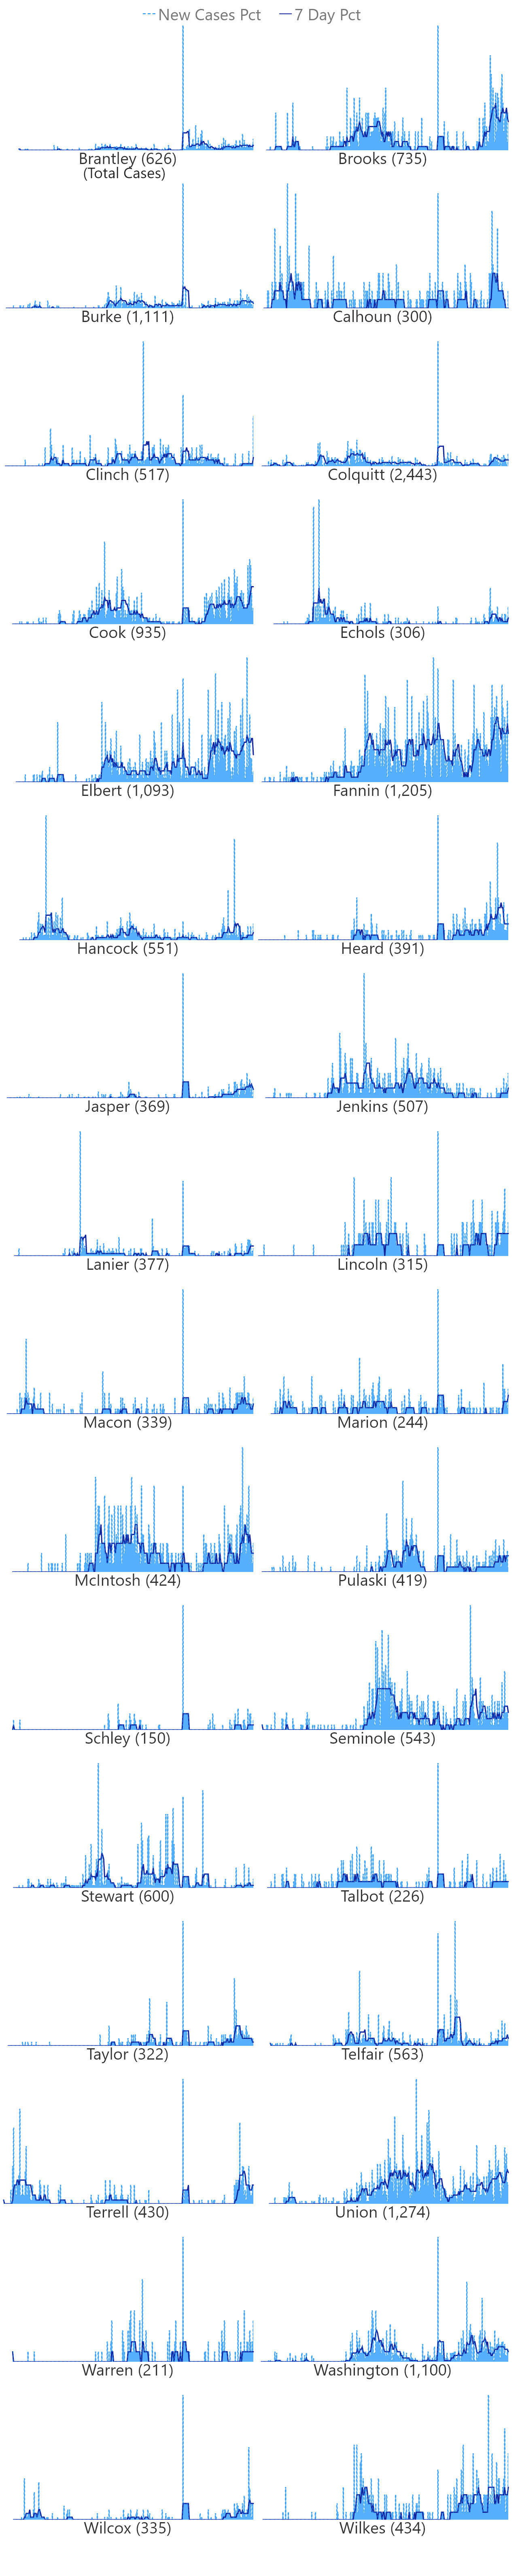 New Cases Pct 7 Day Pct
Brantley (626) Brooks (735)
(Total Cases)
Burke (1,111) Calhoun (300)
Clinch (517) Colquitt (2,443)
Cook (935) Echols (306)
Elbert (1,093) Fannin (1,205)
Hancock (551) Heard (391)
Jasper (369) Jenkins (507)
Lanier (377) Lincoln (315)
Macon (339) Marion (244)
McIntosh (424) Pulaski (419)
Schley (150) Seminole (543)
Stewart (600) Talbot (226)
Taylor (322) Telfair (563)
Terrell (430) Union (1,274)
Warren (211) Washington (1,100)
Wilcox (335) Wilkes (434)